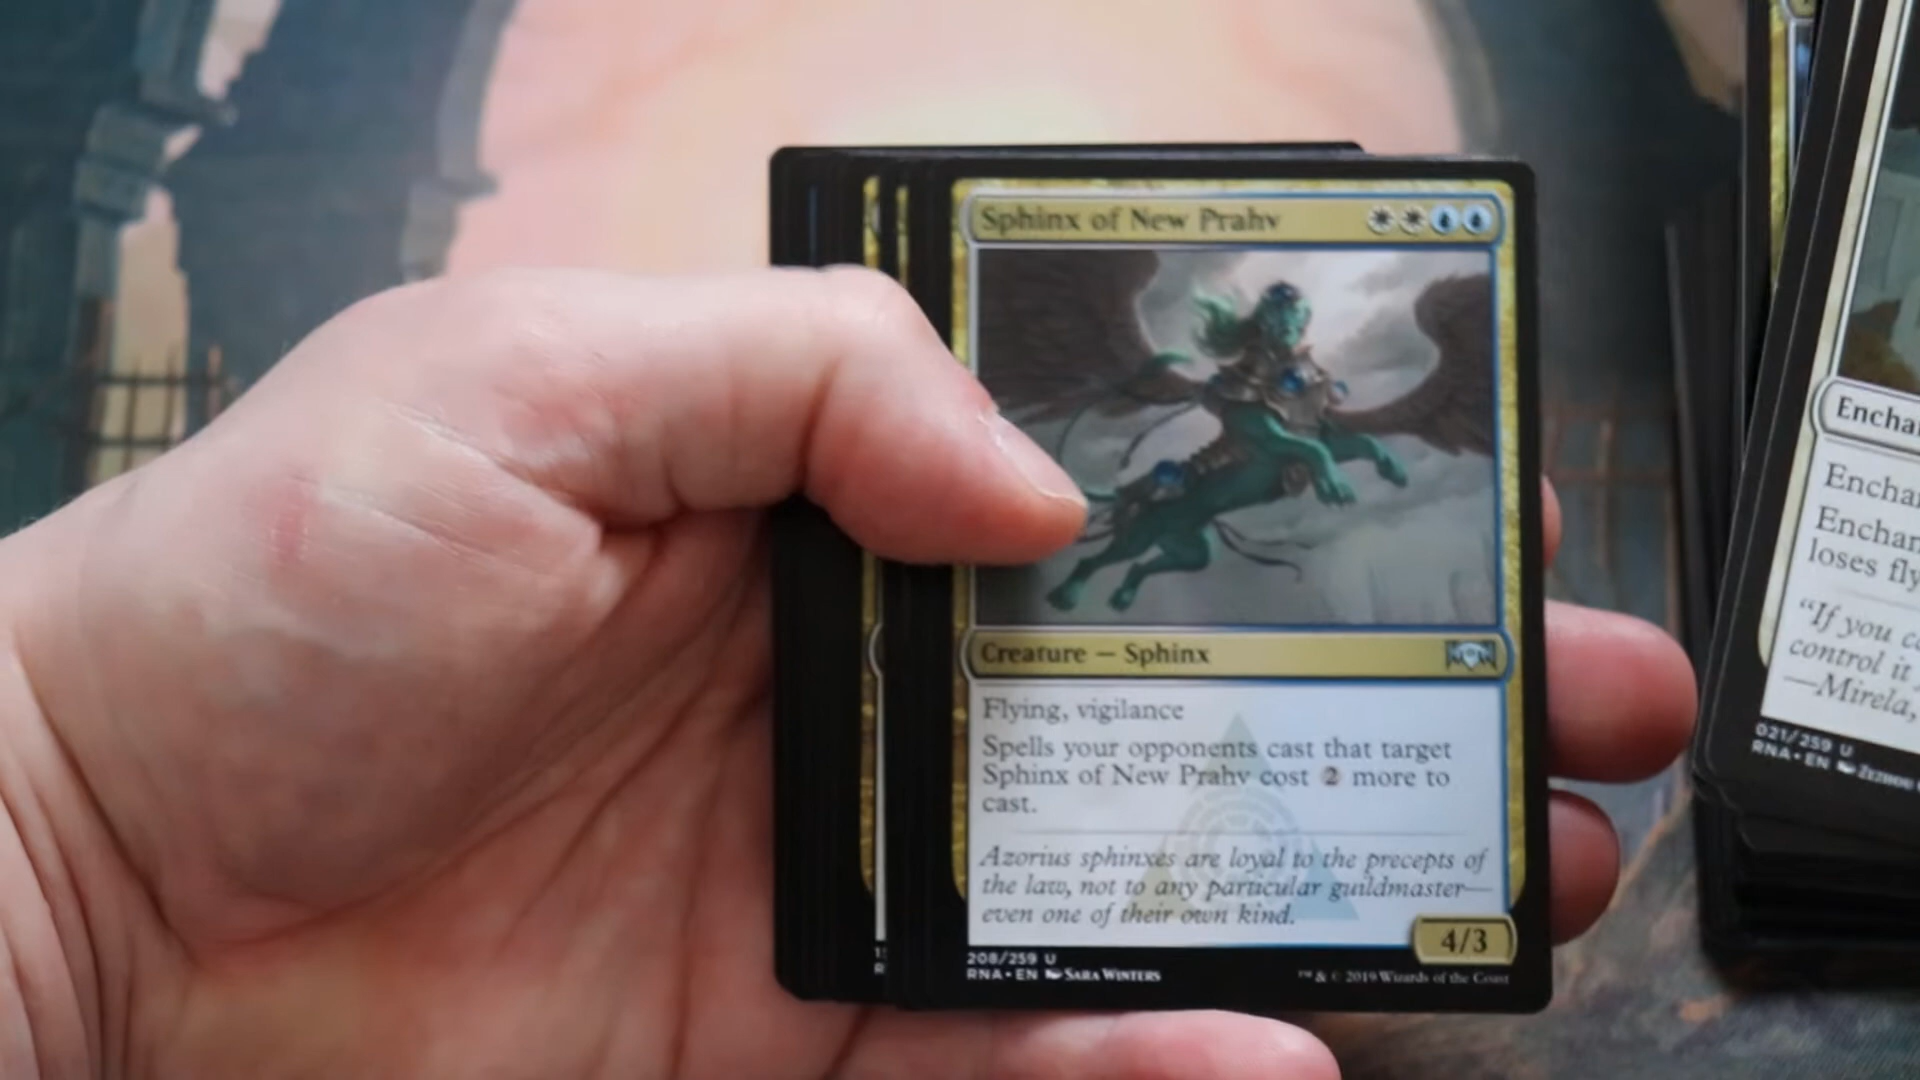 Sphinx of New Prahv
Creature — Sphinx
Flying, vigilance
Spells your opponents cast that target
Sphinx of New Prahv cost 2 more to
cast.
Azorius sphinxes are loyal to the precepts of
the law, not to any particular guildmaster—
even one of their own kind.
4/3
208/259 U
RNA • EN SARA WINTERS
™ & © 2019 Wizards of the Coast
Enchan
loses fly
"If you c
control it
—Mirela,
021/259 U
RNA • EN